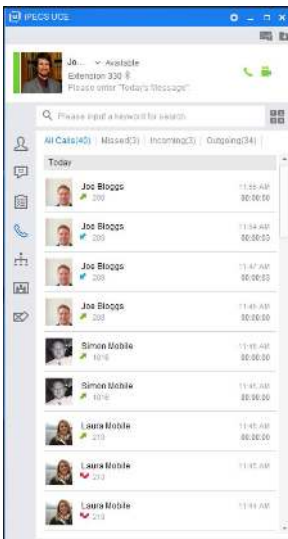 iPECS UCE
Jo... Available
Extension 330
Please enter "Today's Message"
Please input a keyword for search
All Calls(40) Missed(3) Incoming(3) Outgoing(34)
Today
Joe Bloggs 11:55 AM
200 00:00:00
Joe Bloggs 11:54 AM
200 00:00:03
Joe Bloggs 11:47 AM
200 00:00:03
Joe Bloggs 11:46 AM
200 00:00:00
Simon Mobile 11:45 AM
1016 00:00:00
Simon Mobile 11:45 AM
1016 00:00:00
Laura Mobile 11:45 AM
210 00:00:00
Laura Mobile 11:45 AM
210
Laura Mobile 11:44 AM
210